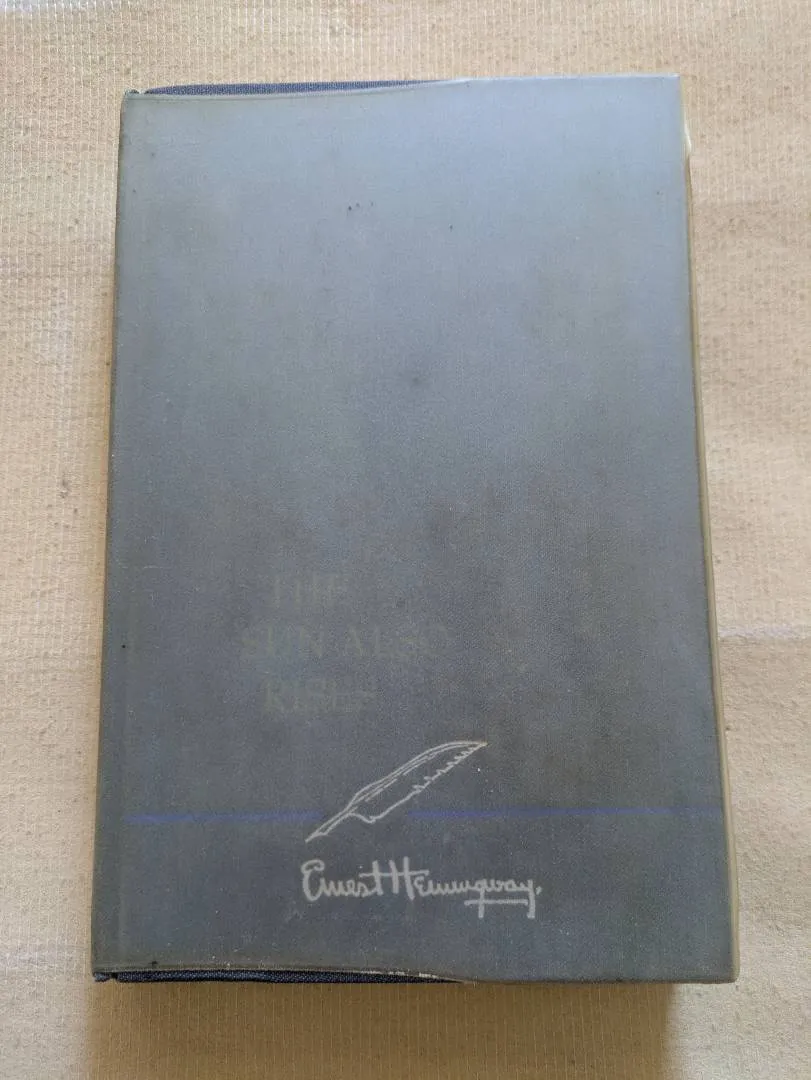 THE
SUN ALSO
RISES
Ernest Hemingway.